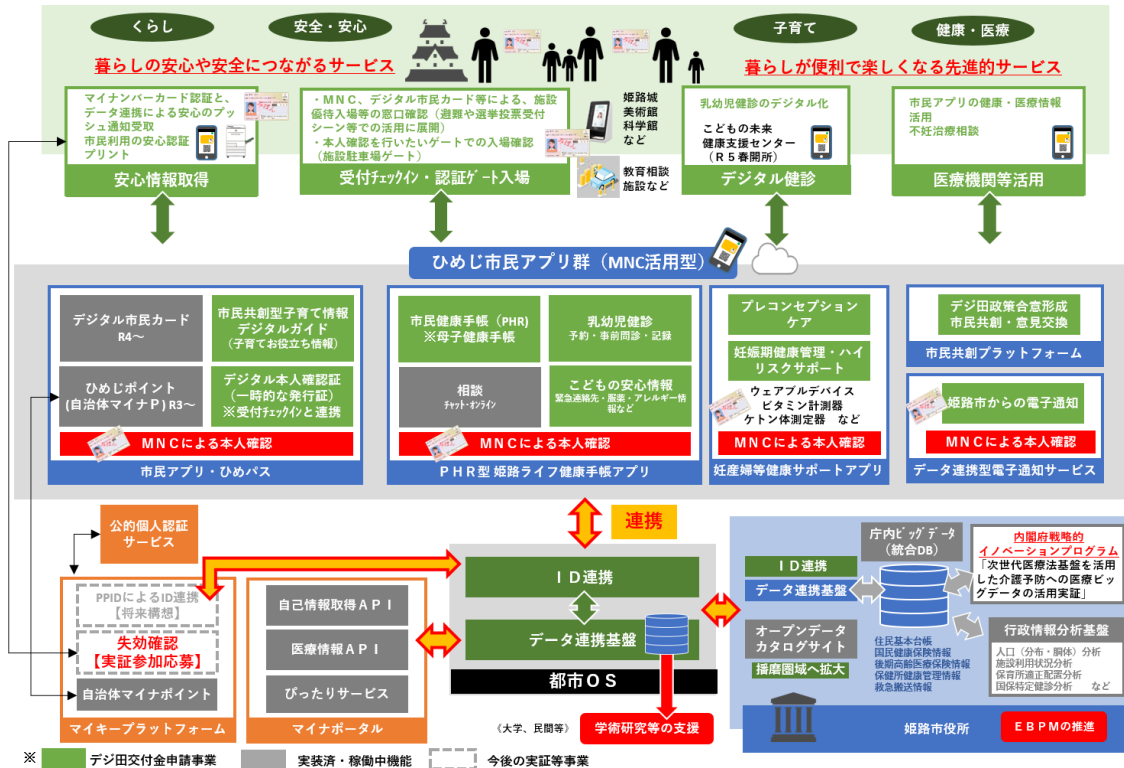 くらし
安全・安心
子育て
健康・医療
暮らしの安心や安全につながるサービス
暮らしが便利で楽しくなる先進的サービス
マイナンバーカード認証と、
データ連携による安心のプッ
シュ通知受取
市民利用の安心認証
プリント
安心情報取得
・ＭＮＣ、デジタル市民カード等による、施設
優待入場等の窓口確認（避難や選挙投票受付
シーン等での活用に展開）
・本人確認を行いたいゲートでの入場確認
（施設駐車場ゲート）
受付ﾁｪｯｸｲﾝ・認証ｹﾞｰﾄ入場
姫路城
美術館
科学館
など
教育相談
施設など
乳幼児健診のデジタル化
こどもの未来
健康支援センター
（Ｒ５春開所）
デジタル健診
市民アプリの健康・医療情報
活用
不妊治療相談
医療機関等活用
ひめじ市民アプリ群（MNC活用型）
デジタル市民カード
R4～
市民共創型子育て情報
デジタルガイド
（子育てお役立ち情報）
ひめじポイント
(自治体マイナＰ) R3～
デジタル本人確認証
（一時的な発行証）
※受付ﾁｪｯｸｲﾝと連携
ＭＮＣによる本人確認
市民アプリ・ひめパス
市民健康手帳（PHR)
※母子健康手帳
乳幼児健診
予約・事前問診・記録
相談
ﾁｬｯﾄ・ｵﾝﾗｲﾝ
こどもの安心情報
緊急連絡先・服薬・アレルギー情
報など
ＭＮＣによる本人確認
ＰＨＲ型 姫路ライフ健康手帳アプリ
プレコンセプション
ケア
妊娠期健康管理・ハイ
リスクサポート
ウェアブルデバイス
ビタミン計測器
ケトン体測定器　など
ＭＮＣによる本人確認
妊産婦等健康サポートアプリ
デジ田政策合意形成
市民共創・意見交換
市民共創プラットフォーム
姫路市からの電子通知
ＭＮＣによる本人確認
データ連携型電子通知サービス
公的個人認証
サービス
連携
PPIDによるID連携
【将来構想】
失効確認
【実証参加応募】
自治体マイナポイント
マイキープラットフォーム
自己情報取得ＡＰＩ
医療情報ＡＰＩ
ぴったりサービス
マイナポータル
ＩＤ連携
データ連携基盤
都市ＯＳ
《大学、民間等》
学術研究等の支援
庁内ﾋﾞｯｸﾞﾃﾞｰﾀ
（統合DB）
ＩＤ連携
データ連携基盤
オープンデータ
カタログサイト
播磨圏域へ拡大
住民基本台帳
国民健康保険情報
後期高齢医療保険情報
保健所健康管理情報
救急搬送情報
内閣府戦略的
イノベーションプログラム
「次世代医療法基盤を活用
した介護予防への医療ビッ
グデータの活用実証」
行政情報分析基盤
人口（分布・胴体）分析
施設利用状況分析
保育所適正配置分析
国保特定健診分析　など
姫路市役所
ＥＢＰＭの推進
※
デジ田交付金申請事業
実装済・稼働中機能
今後の実証等事業